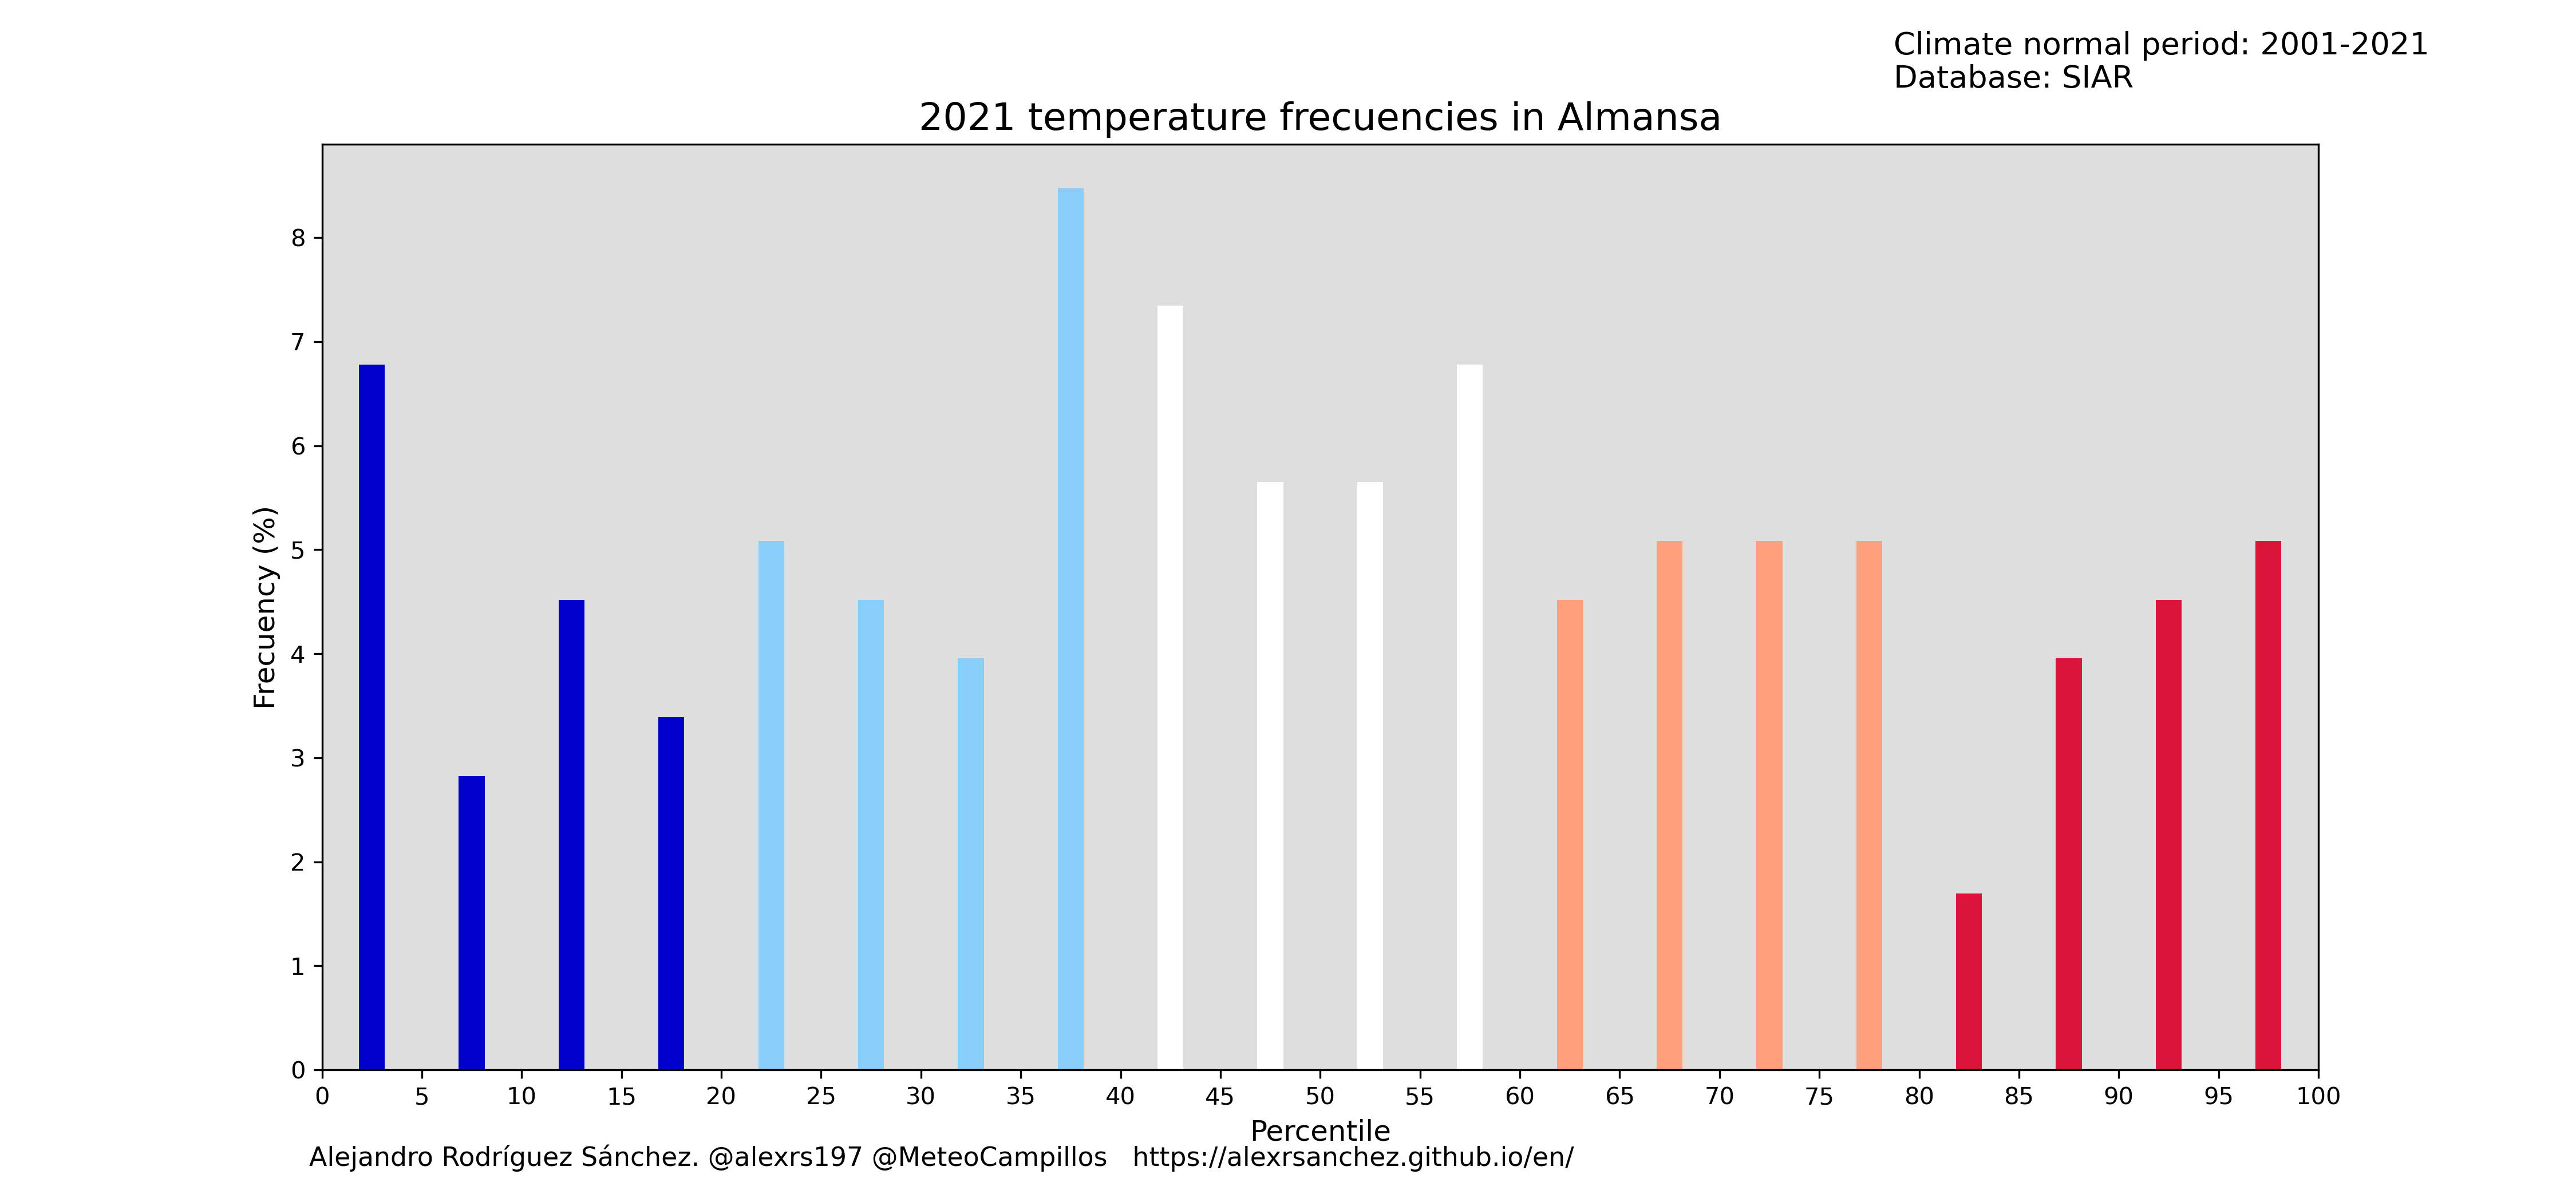 Climate normal period: 2001-2021
Database: SIAR
2021 temperature frecuencies in Almansa
Frecuency (%)
8
7
6
5
4
3
2
1
0
0 5 10 15 20 25 30 35 40 45 50 55 60 65 70 75 80 85 90 95 100
Percentile
Alejandro Rodríguez Sánchez. @alexrs197 @MeteoCampillos https://alexrsanchez.github.io/en/